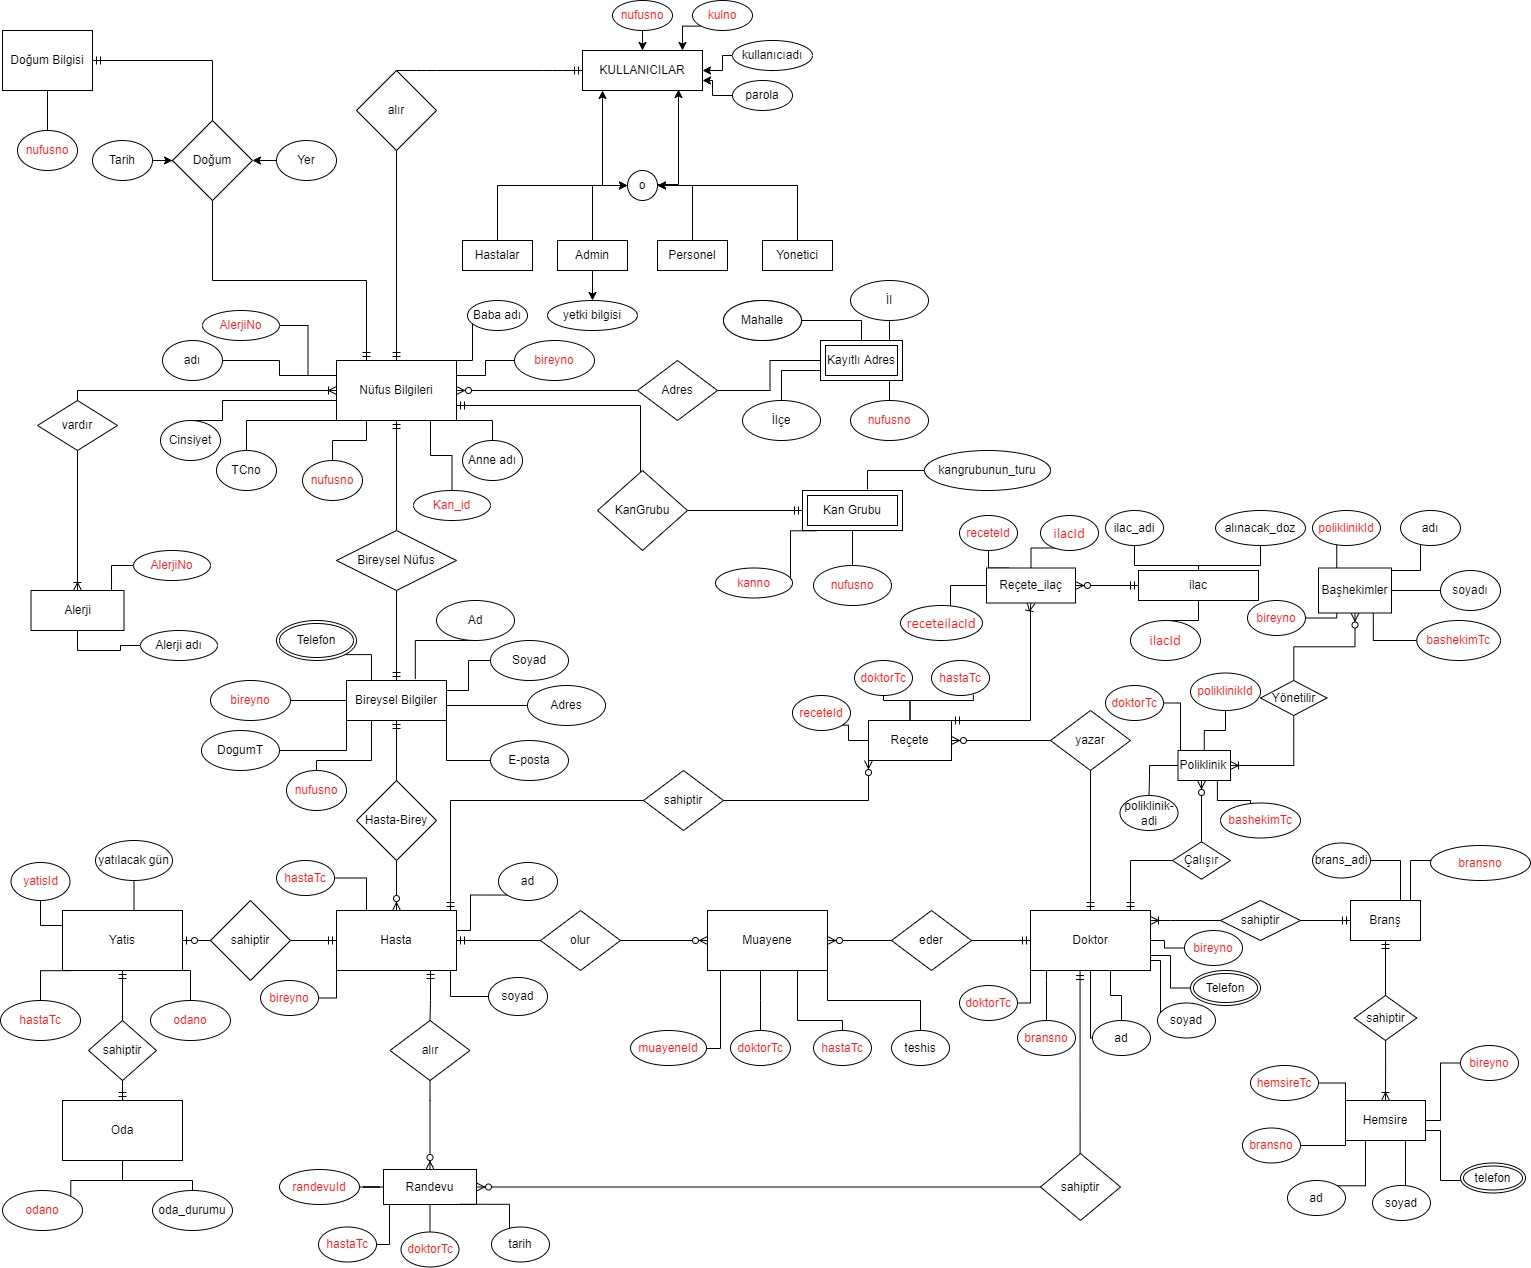 nufusno
kulno
Doğum Bilgisi
KULLANICILAR
kullanıcıadı
parola
alır
nufusno
Tarih
Doğum
Yer
o
Hastalar
Admin
Personel
Yonetici
yetki bilgisi
AlerjiNo
Baba adı
Mahalle
İl
adı
bireyno
Kayıtlı Adres
Nüfus Bilgileri
Adres
vardır
Cinsiyet
TCno
nufusno
Anne adı
İlçe
nufusno
Kan_id
kangrubunun_turu
KanGrubu
Kan Grubu
receteId
ilacId
ilac_adi
alınacak_doz
poliklinikId
adı
Bireysel Nüfus
AlerjiNo
kanno
nufusno
Reçete_ilaç
ilac
Başhekimler
soyadı
Alerji
receteilacId
bireyno
Alerji adı
Telefon
Ad
ilacId
bashekimTc
Soyad
bireyno
Bireysel Bilgiler
Adres
doktorTc
hastaTc
receteId
doktorTc
poliklinikId
Yönetilir
DogumT
E-posta
Reçete
yazar
Poliklinik
nufusno
sahiptir
poliklinik-
adi
bashekimTc
Hasta-Birey
yatılacak gün
yatisId
hastaTc
ad
Çalışır
brans_adi
bransno
Yatis
sahiptir
Hasta
olur
Muayene
eder
Doktor
sahiptir
Branş
bireyno
bireyno
soyad
doktorTc
Telefon
hastaTc
odano
soyad
sahiptir
sahiptir
alır
muayeneId
doktorTc
hastaTc
teshis
bransno
ad
bireyno
hemsireTc
Oda
Hemsire
bransno
randevuId
Randevu
sahiptir
telefon
odano
oda_durumu
ad
soyad
hastaTc
doktorTc
tarih